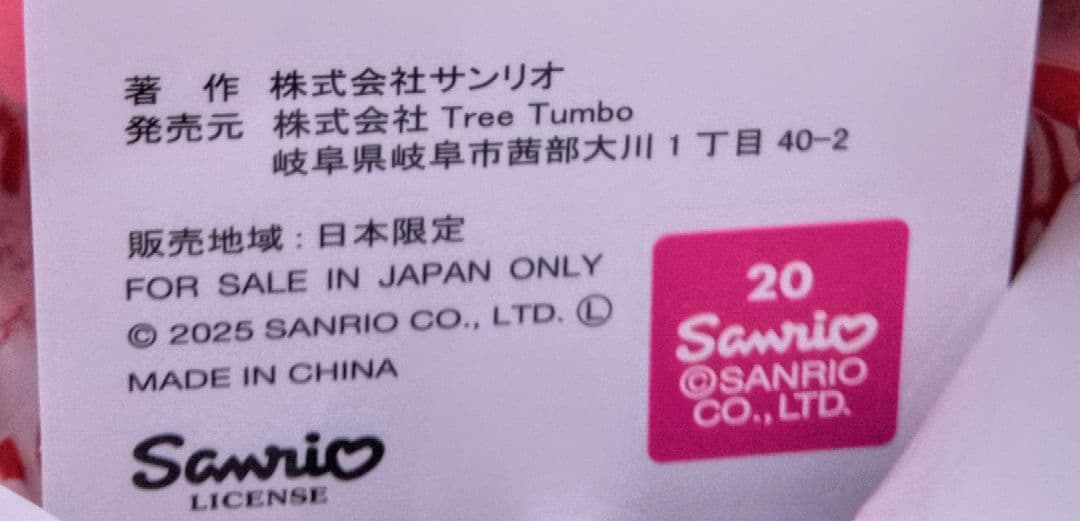 著　作　株式会社サンリオ
発売元　株式会社 Tree Tumbo
岐阜県岐阜市茜部大川 1 丁目 40-2
販売地域 : 日本限定
FOR SALE IN JAPAN ONLY
© 2025 SANRIO CO., LTD. Ⓛ
MADE IN CHINA
Sanrio
LICENSE
20
Sanrio
©SANRIO
CO., LTD.